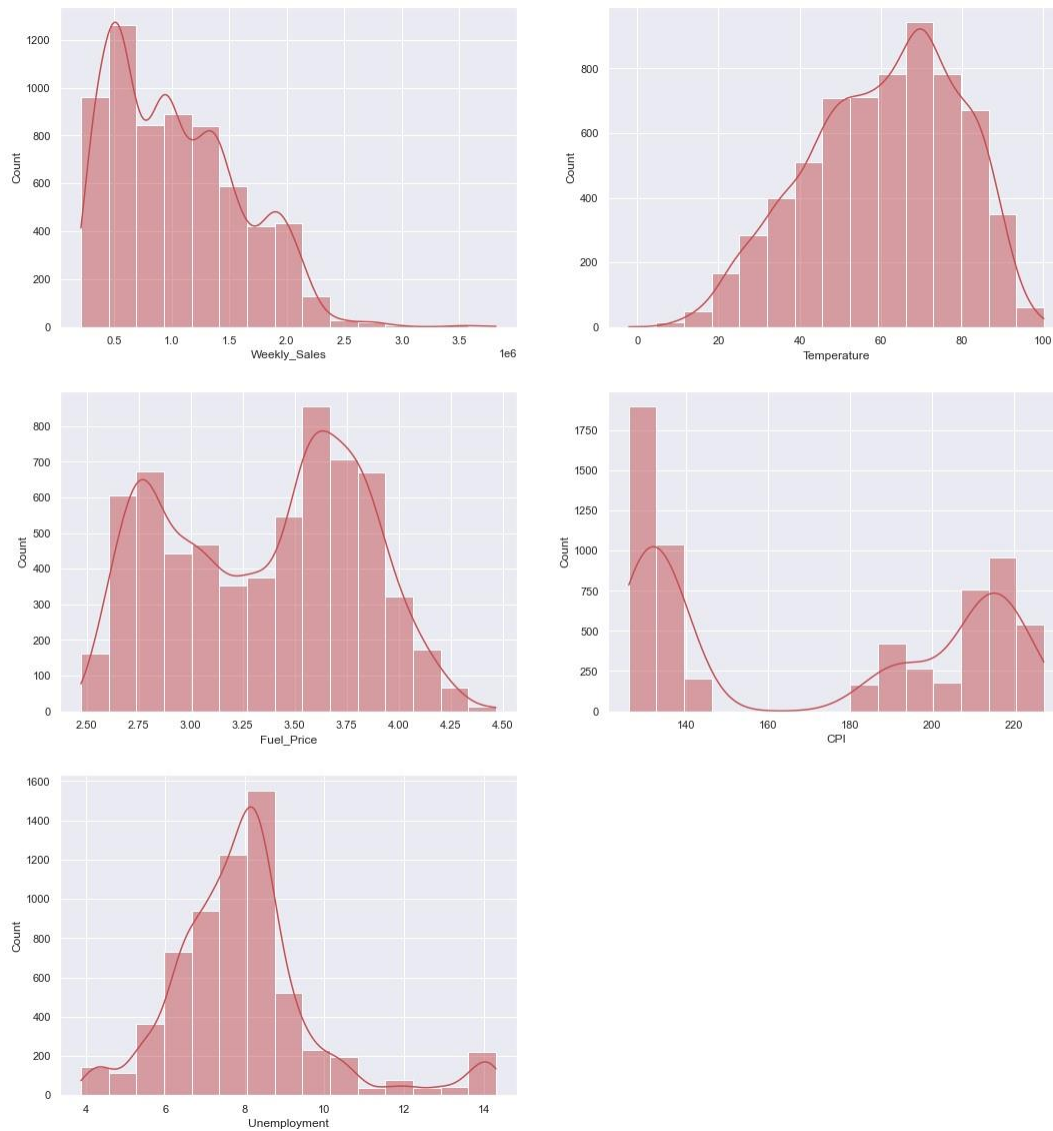 1200
1000
800
600
400
200
0
Count
0.5 1.0 1.5 2.0 2.5 3.0 3.5
1e6
Weekly_Sales
800
600
400
200
0
Count
0 20 40 60 80 100
Temperature
800
700
600
500
400
300
200
100
0
Count
2.50 2.75 3.00 3.25 3.50 3.75 4.00 4.25 4.50
Fuel_Price
1750
1500
1250
1000
750
500
250
0
Count
140 160 180 200 220
CPI
1600
1400
1200
1000
800
600
400
200
0
Count
4 6 8 10 12 14
Unemployment